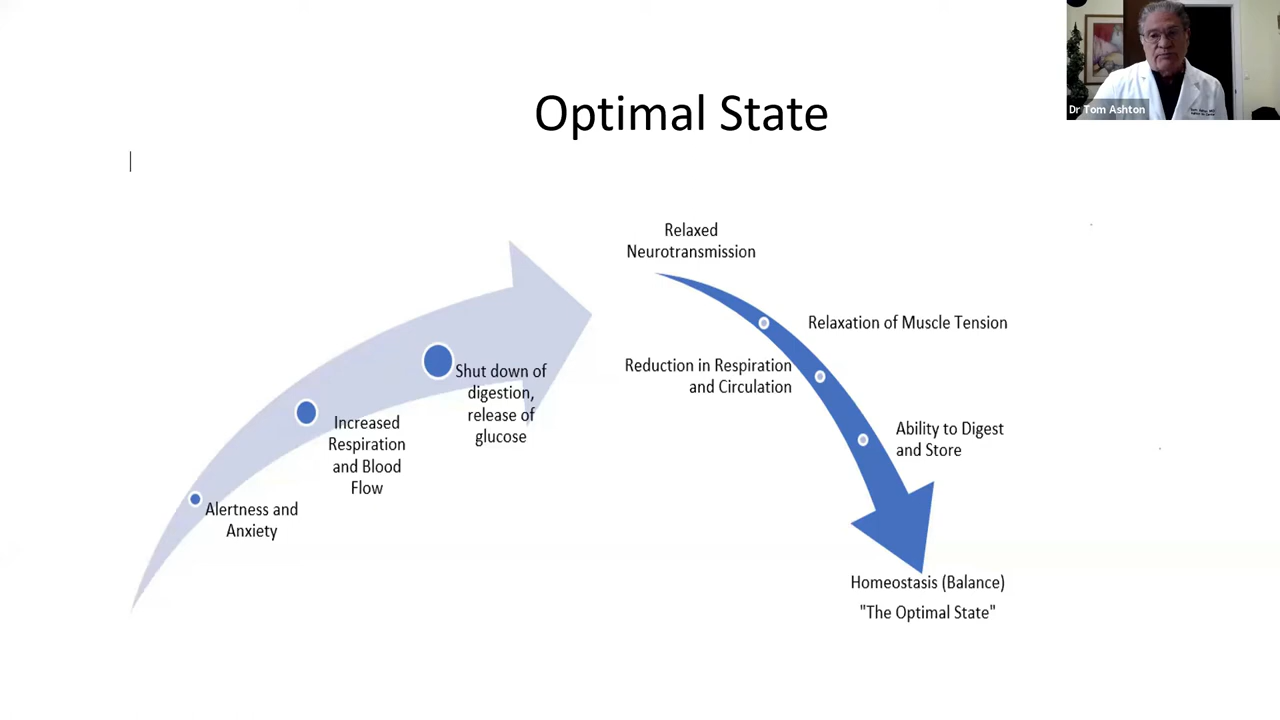 Dr Tom Ashton
Optimal State
Relaxed
Neurotransmission
Relaxation of Muscle Tension
Reduction in Respiration
and Circulation
Shut down of
digestion,
release of
glucose
Increased
Respiration
and Blood
Flow
Ability to Digest
and Store
Alertness and
Anxiety
Homeostasis (Balance)
"The Optimal State"